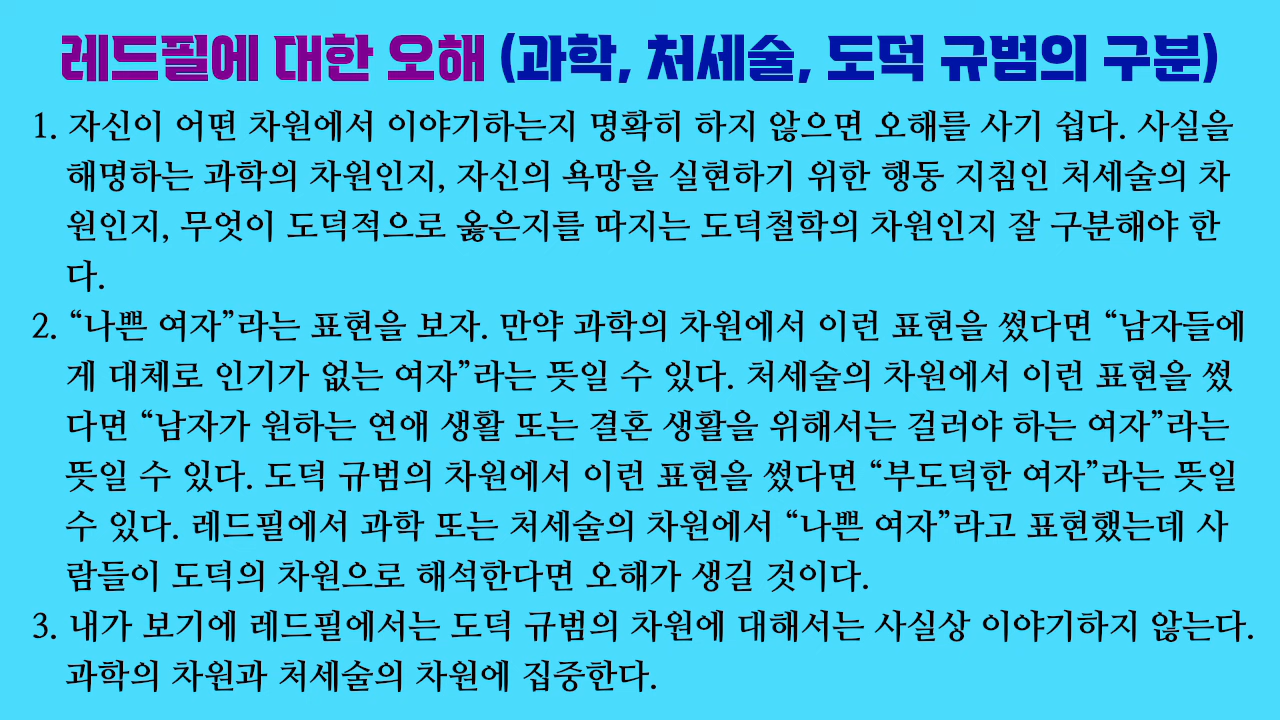 레드필에 대한 오해 (과학, 처세술, 도덕 규범의 구분)
1. 자신이 어떤 차원에서 이야기하는지 명확히 하지 않으면 오해를 사기 쉽다. 사실을
해명하는 과학의 차원인지, 자신의 욕망을 실현하기 위한 행동 지침인 처세술의 차
원인지, 무엇이 도덕적으로 옳은지를 따지는 도덕철학의 차원인지 잘 구분해야 한
다.
2. “나쁜 여자”라는 표현을 보자. 만약 과학의 차원에서 이런 표현을 썼다면 “남자들에
게 대체로 인기가 없는 여자”라는 뜻일 수 있다. 처세술의 차원에서 이런 표현을 썼
다면 “남자가 원하는 연애 생활 또는 결혼 생활을 위해서는 걸러야 하는 여자”라는
뜻일 수 있다. 도덕 규범의 차원에서 이런 표현을 썼다면 “부도덕한 여자”라는 뜻일
수 있다. 레드필에서 과학 또는 처세술의 차원에서 “나쁜 여자”라고 표현했는데 사
람들이 도덕의 차원으로 해석한다면 오해가 생길 것이다.
3. 내가 보기에 레드필에서는 도덕 규범의 차원에 대해서는 사실상 이야기하지 않는다.
과학의 차원과 처세술의 차원에 집중한다.